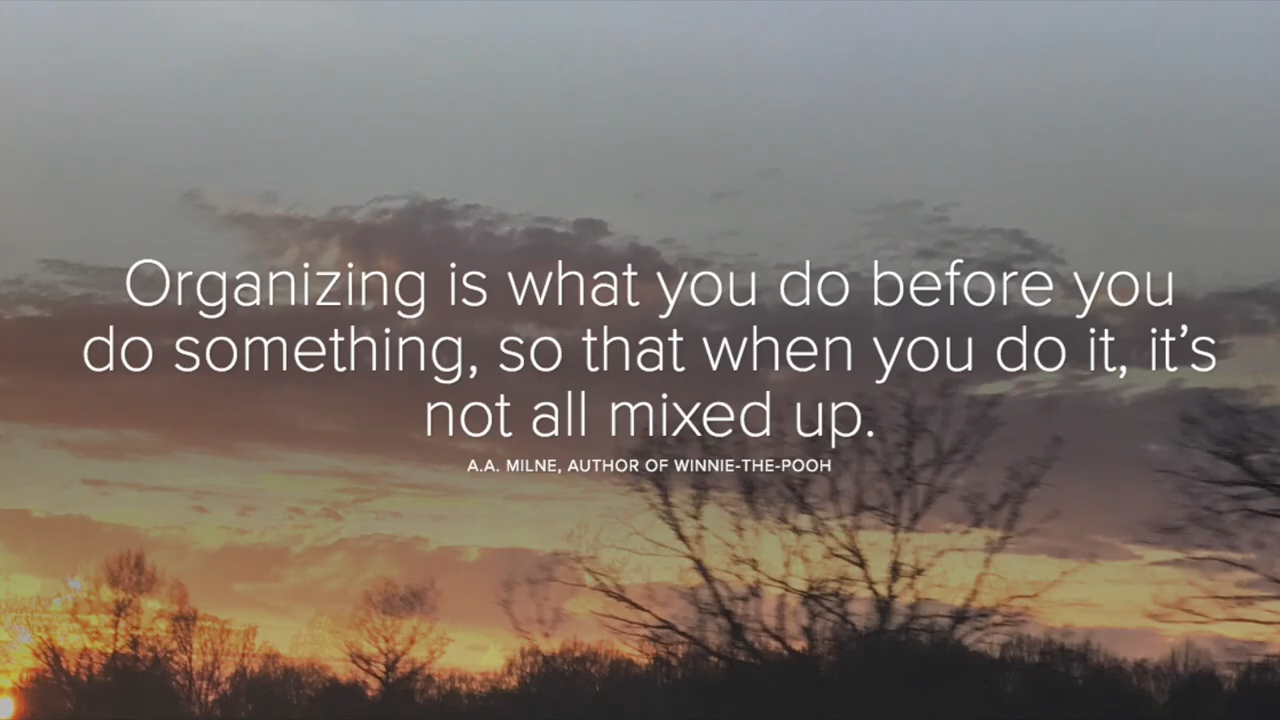 Organizing is what you do before you
do something, so that when you do it, it’s
not all mixed up.
A.A. MILNE, AUTHOR OF WINNIE-THE-POOH